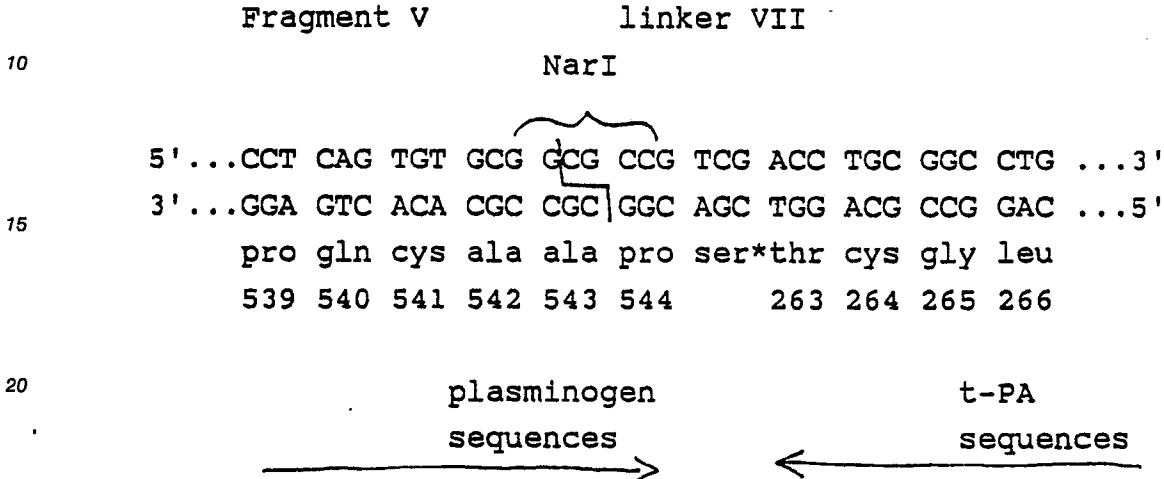 Fragment V linker VII
10 NarI
5'...CCT CAG TGT GCG GCG CCG TCG ACC TGC GGC CTG ...3'
3'...GGA GTC ACA CGC CGC GGC AGC TGG ACG CCG GAC ...5'
15
pro gln cys ala ala pro ser*thr cys gly leu
539 540 541 542 543 544 263 264 265 266
20 plasminogen t-PA
sequences sequences